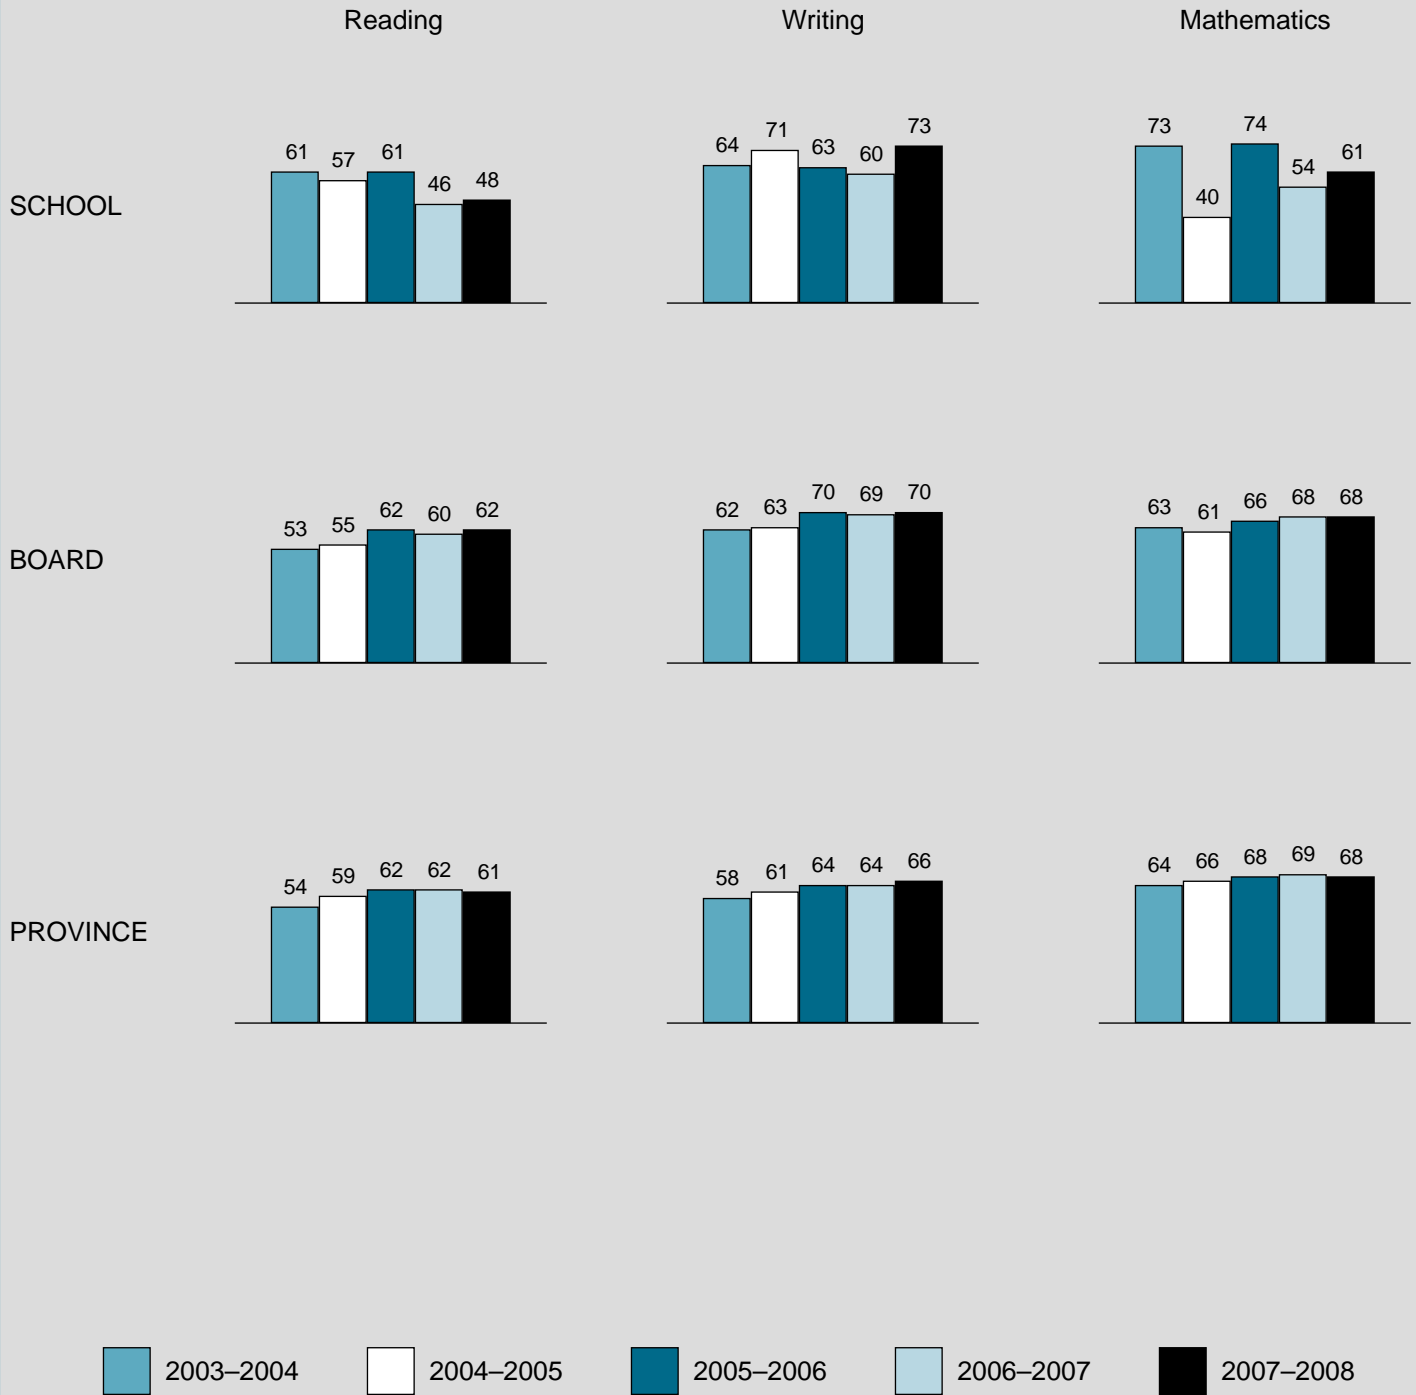 Reading Writing Mathematics
SCHOOL
61 57 61 46 48
64 71 63 60 73
73 40 74 54 61
BOARD
53 55 62 60 62
62 63 70 69 70
63 61 66 68 68
PROVINCE
54 59 62 62 61
58 61 64 64 66
64 66 68 69 68
2003–2004 2004–2005 2005–2006 2006–2007 2007–2008